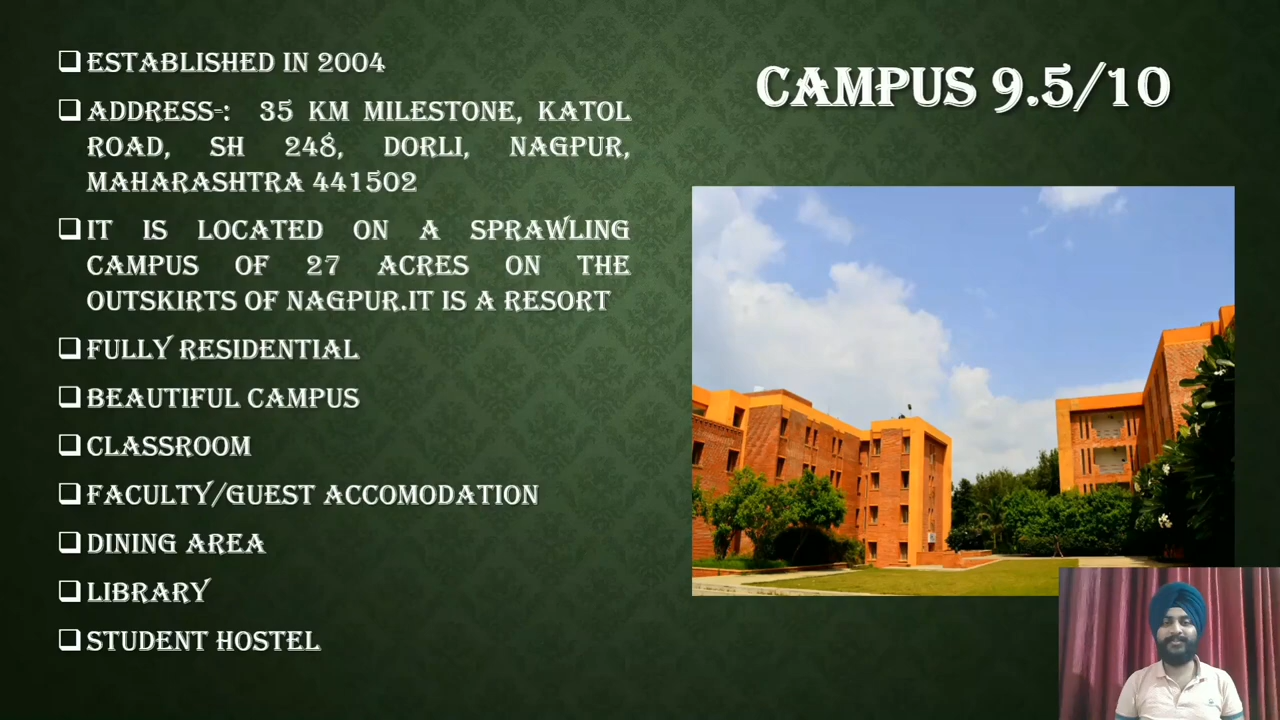 ESTABLISHED IN 2004
ADDRESS-: 35 KM MILESTONE, KATOL
ROAD, SH 248, DORLI, NAGPUR,
MAHARASHTRA 441502
IT IS LOCATED ON A SPRAWLING
CAMPUS OF 27 ACRES ON THE
OUTSKIRTS OF NAGPUR.IT IS A RESORT
FULLY RESIDENTIAL
BEAUTIFUL CAMPUS
CLASSROOM
FACULTY/GUEST ACCOMODATION
DINING AREA
LIBRARY
STUDENT HOSTEL
CAMPUS 9.5/10